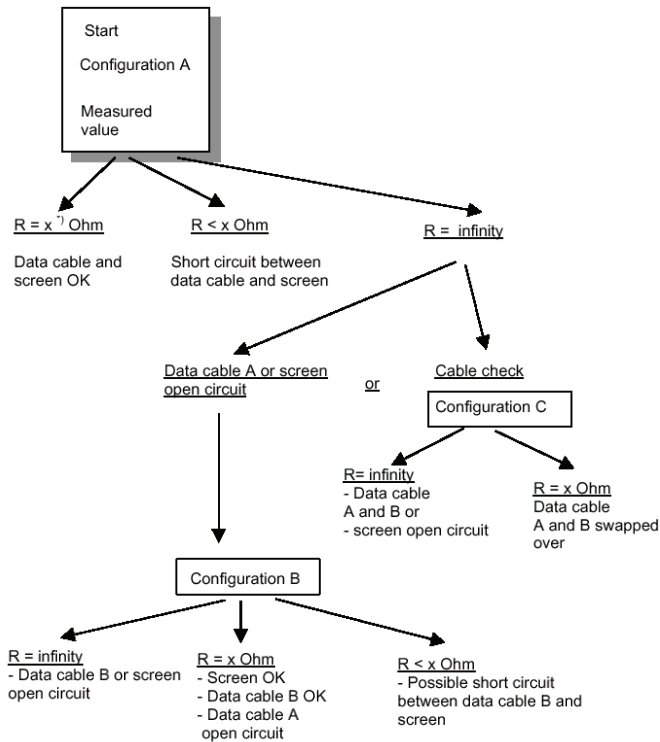 Start
Configuration A
Measured
value
R = x *) Ohm
Data cable and
screen OK
R < x Ohm
Short circuit between
data cable and screen
R = infinity
Data cable A or screen
open circuit
or
Cable check
Configuration C
R= infinity
- Data cable
A and B or
- screen open circuit
R = x Ohm
Data cable
A and B swapped
over
Configuration B
R = infinity
- Data cable B or screen
open circuit
R = x Ohm
- Screen OK
- Data cable B OK
- Data cable A
open circuit
R < x Ohm
- Possible short circuit
between data cable B and
screen